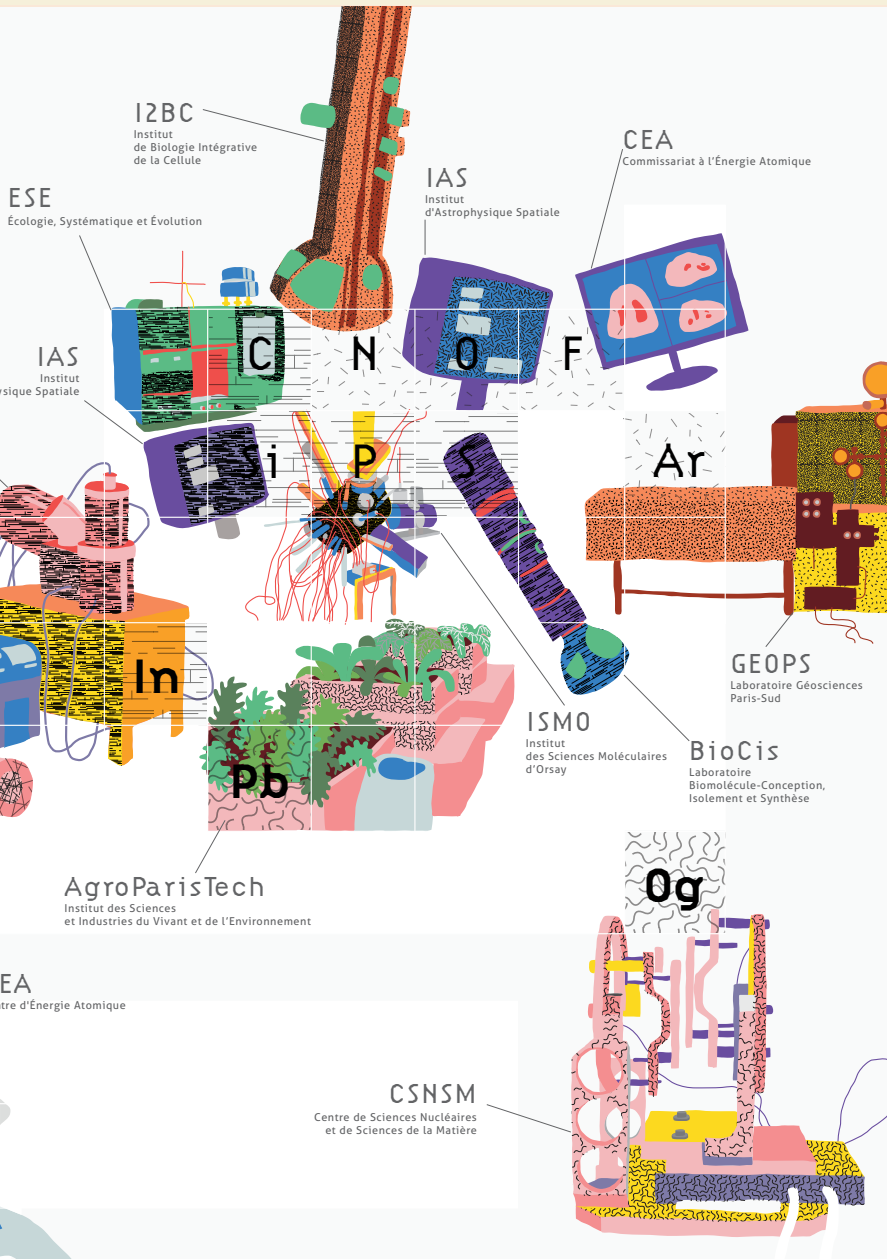 I2BC
Institut
de Biologie Intégrative
de la Cellule
CEA
Commissariat à l'Énergie Atomique
IAS
Institut
d'Astrophysique Spatiale
ESE
Écologie, Systématique et Évolution
C N O F
IAS
Institut
Spatiale
Si P S Ar
In
GEOPS
Laboratoire Géosciences
Paris-Sud
ISMO
Institut
des Sciences Moléculaires
d'Orsay
BioCis
Laboratoire
Biomolécule-Conception,
Isolement et Synthèse
Pb
AgroParisTech
Institut des Sciences
et Industries du Vivant et de l'Environnement
Og
EA
d'Énergie Atomique
CSNSM
Centre de Sciences Nucléaires
et de Sciences de la Matière